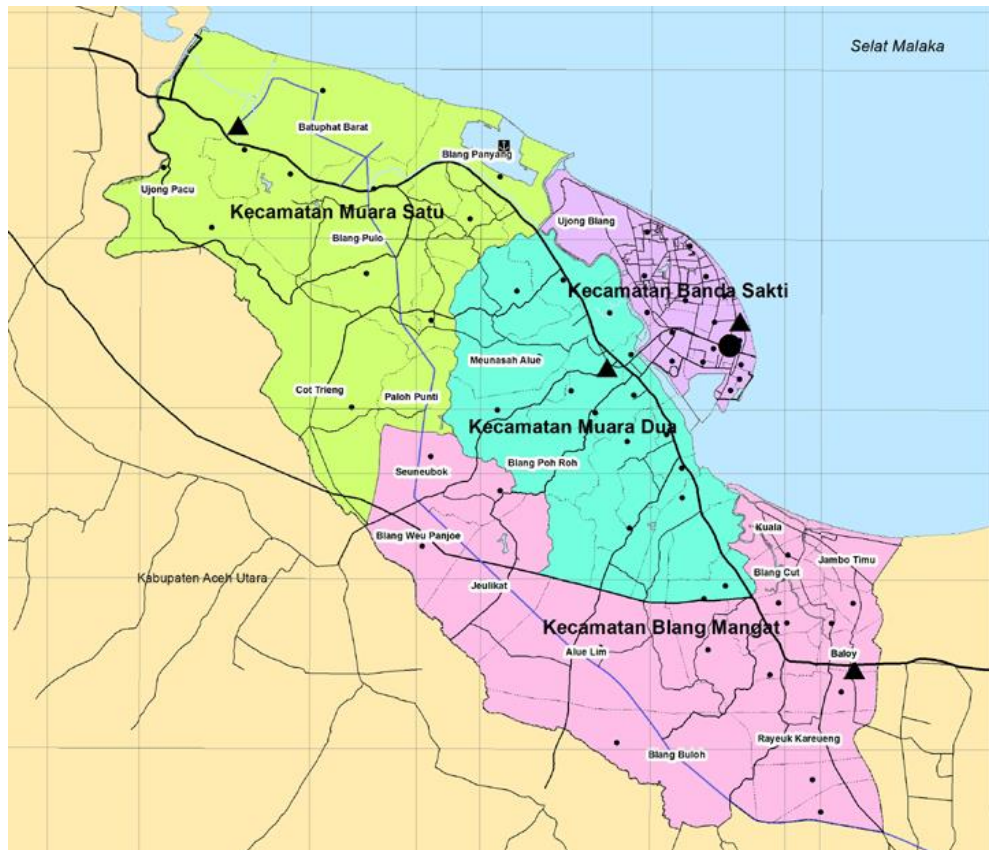 Selat Malaka
Batuphat Barat
Blang Panyang
Ujong Pacu
Kecamatan Muara Satu
Ujong Blang
Blang Pulo
Kecamatan Banda Sakti
Meunasah Alue
Cot Trieng
Paloh Punti
Kecamatan Muara Dua
Blang Poh Roh
Seuneubok
Kuala
Blang Weu Panjoe
Jambo Timu
Blang Cut
Kabupaten Aceh Utara
Jeulikat
Kecamatan Blang Mangat
Alue Lim
Baloy
Rayeuk Kareueng
Blang Buloh